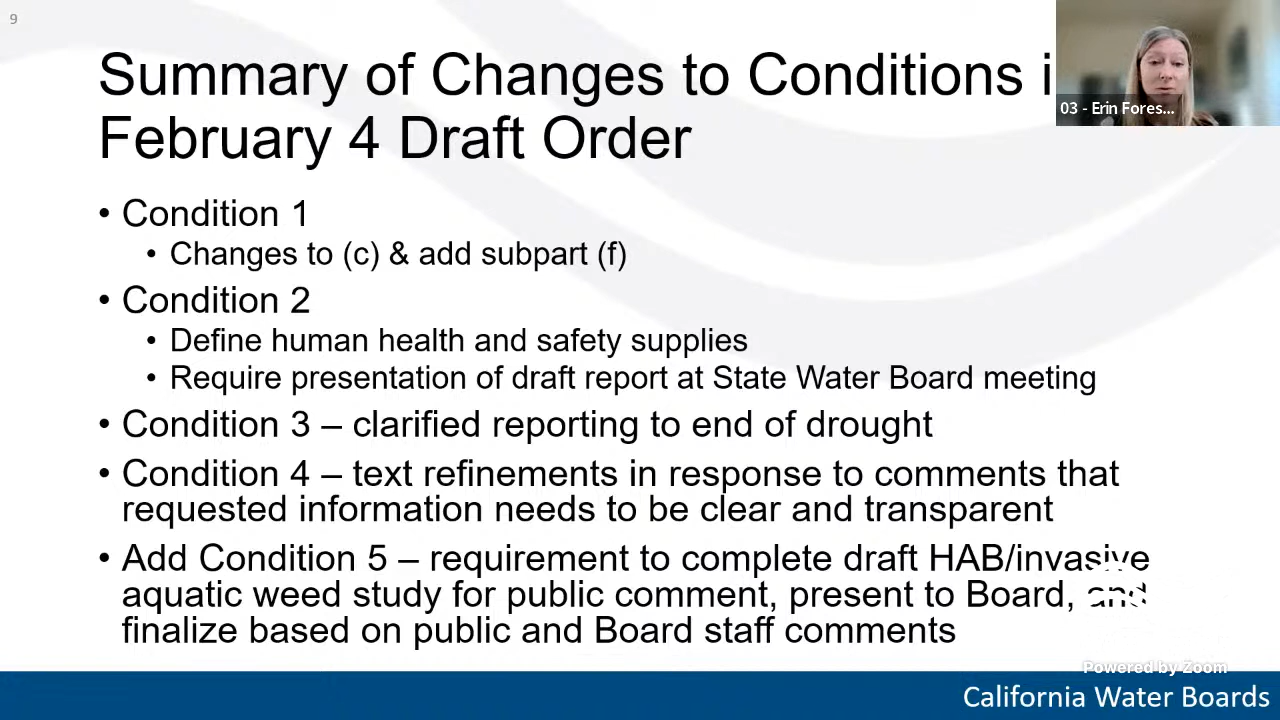 9
Summary of Changes to Conditions i
February 4 Draft Order
03 - Erin Fores...
• Condition 1
• Changes to (c) & add subpart (f)
• Condition 2
• Define human health and safety supplies
• Require presentation of draft report at State Water Board meeting
• Condition 3 – clarified reporting to end of drought
• Condition 4 – text refinements in response to comments that
requested information needs to be clear and transparent
• Add Condition 5 – requirement to complete draft HAB/invasive
aquatic weed study for public comment, present to Board, and
finalize based on public and Board staff comments
Powered by Zoom
California Water Boards